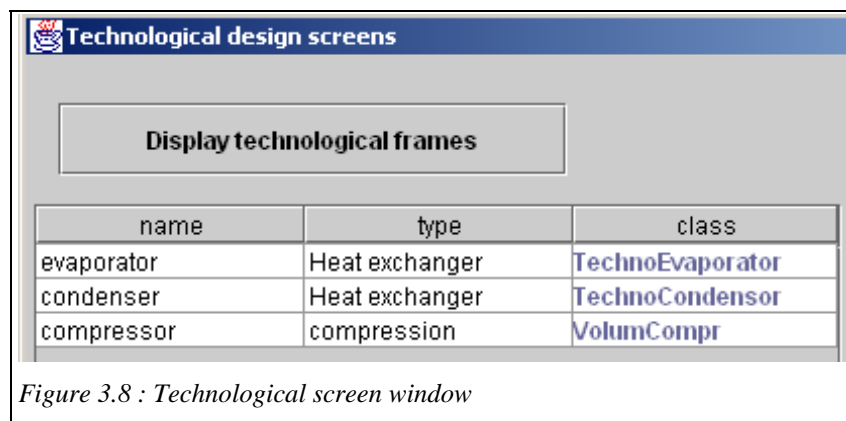 Technological design screens
Display technological frames
name type class
evaporator Heat exchanger TechnoEvaporator
condenser Heat exchanger TechnoCondensor
compressor compression VolumCompr
Figure 3.8 : Technological screen window